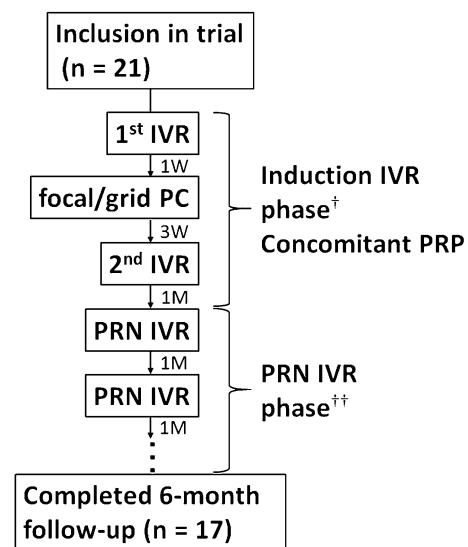 Inclusion in trial
(n = 21)
1st IVR
1W
focal/grid PC
3W
2nd IVR
1M
Induction IVR
phase†
Concomitant PRP
PRN IVR
1M
PRN IVR
1M
PRN IVR
phase††
Completed 6-month
follow-up (n = 17)